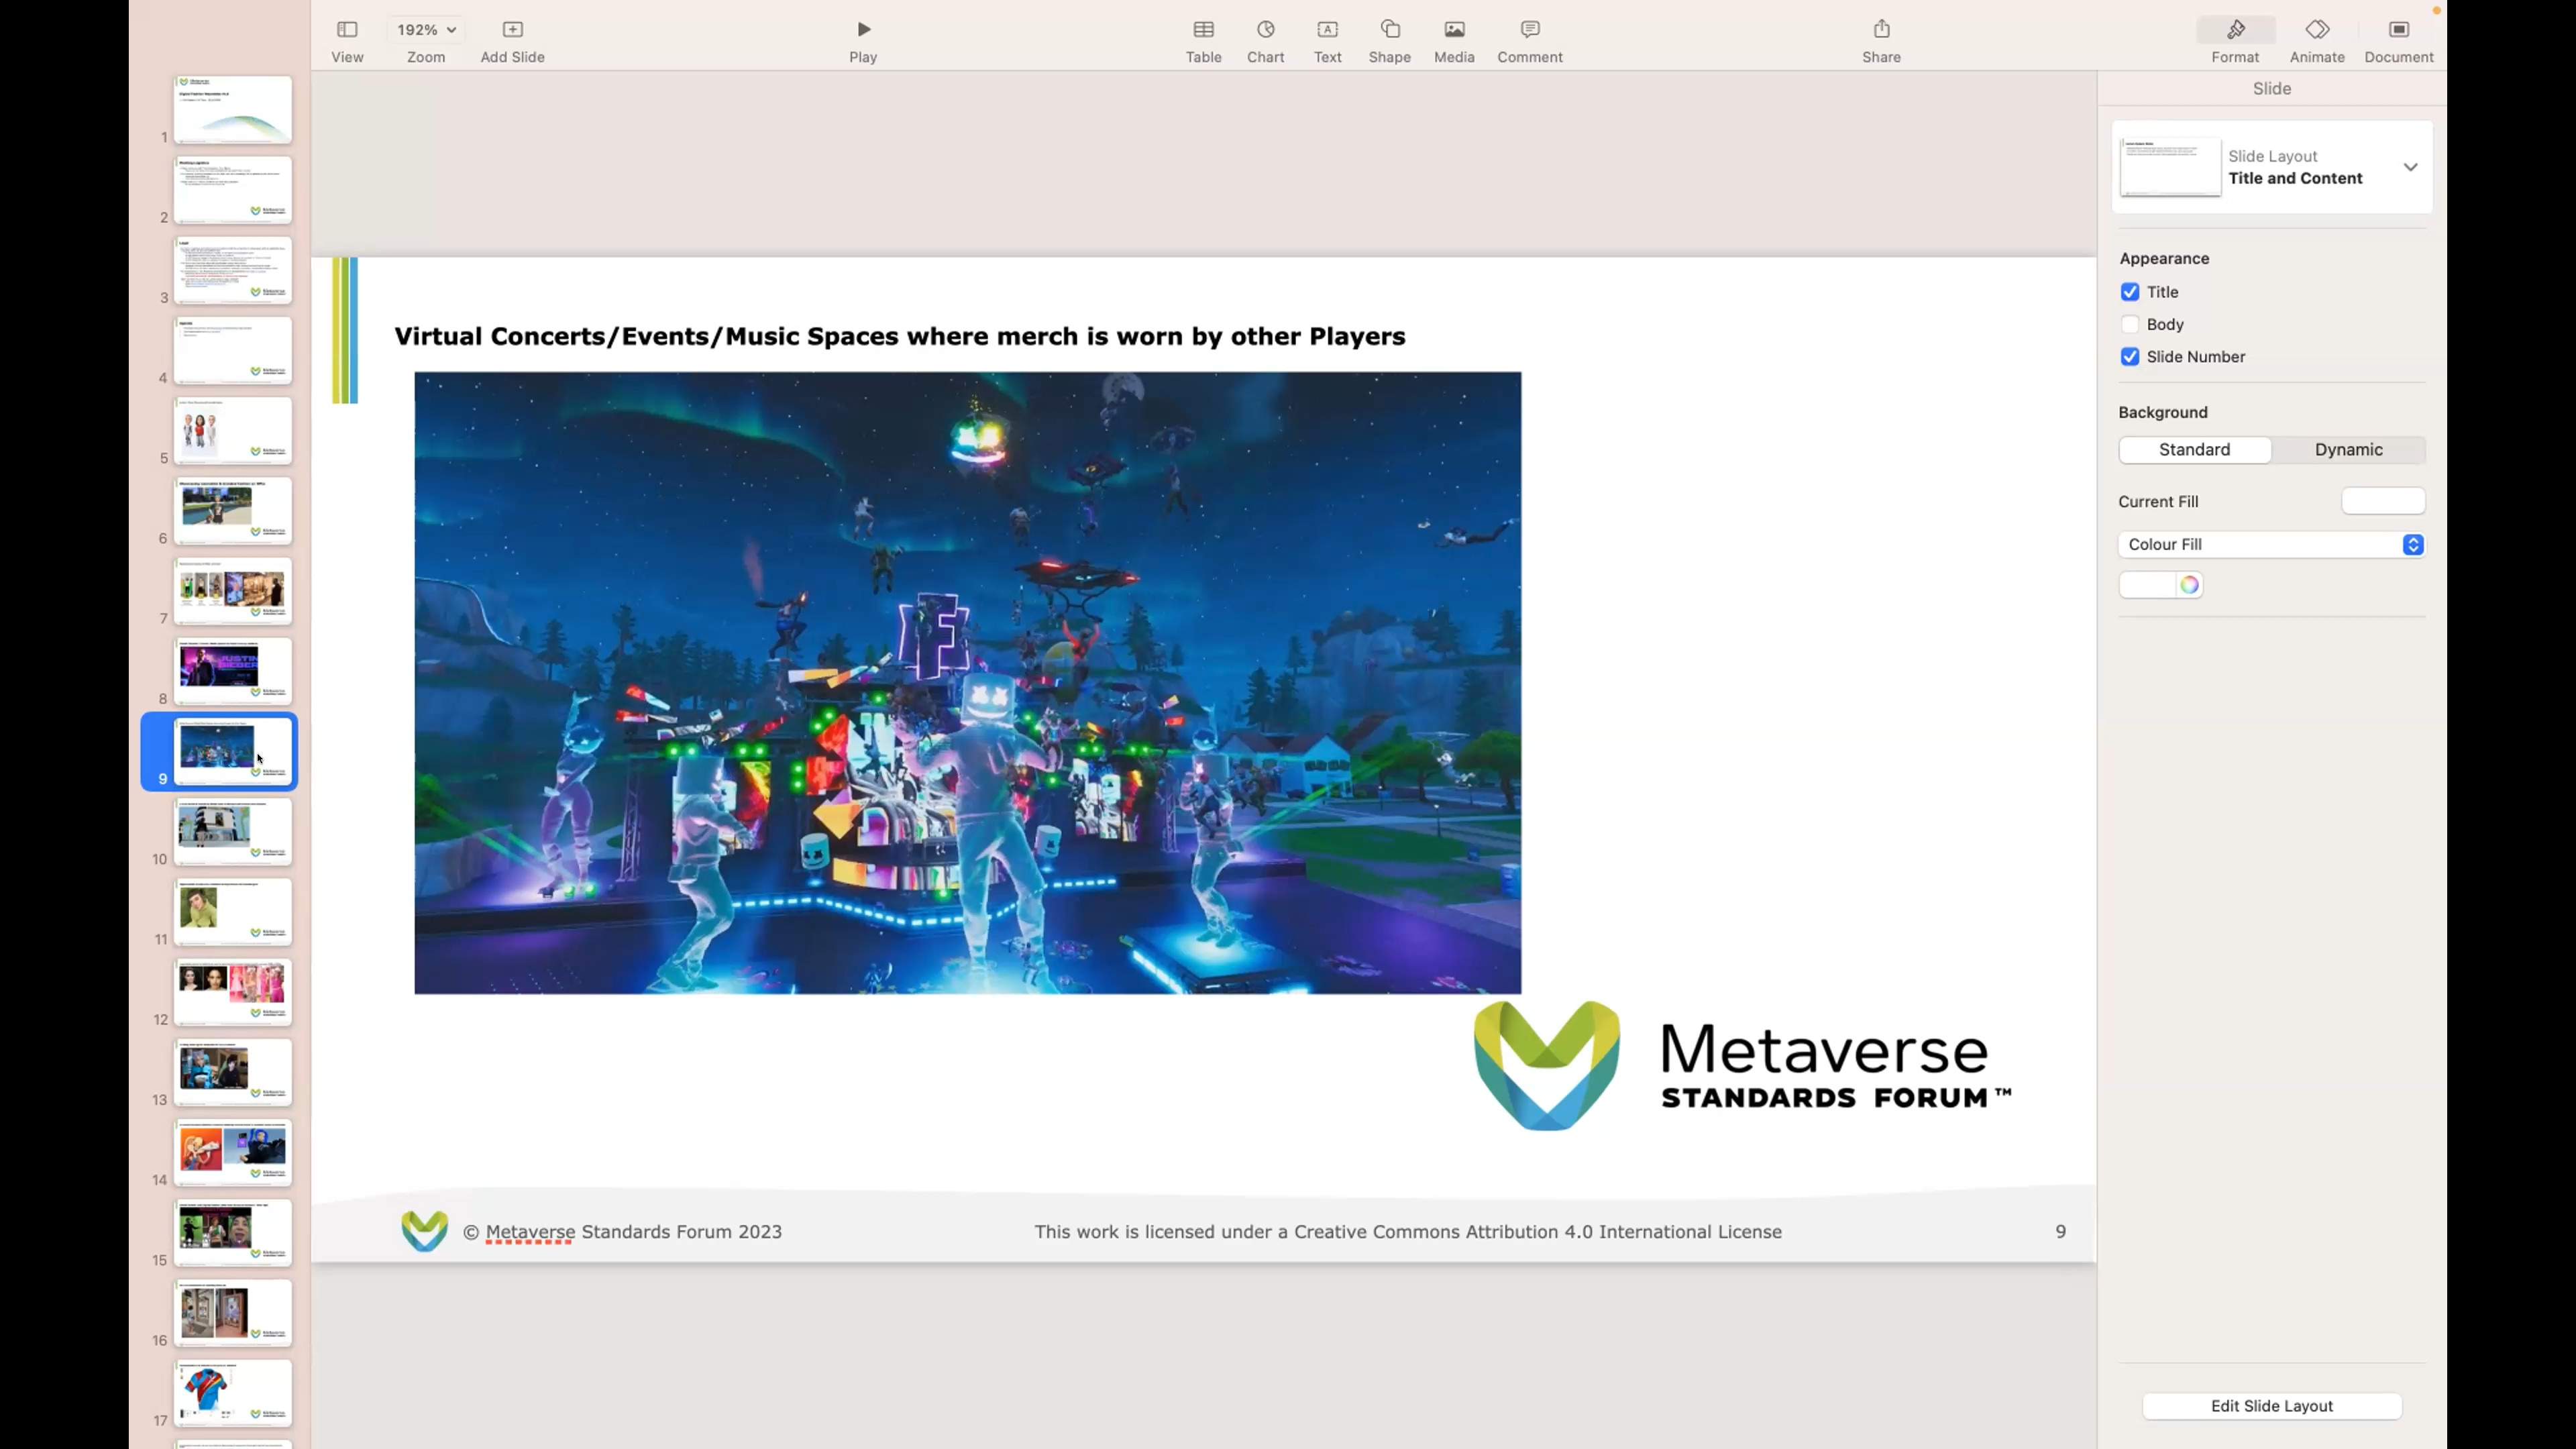 View
192%
Zoom
Add Slide
Play
Table
Chart
Text
Shape
Media
Comment
Share
Format
Animate
Document
1
2
3
4
5
6
7
8
9
10
11
12
13
14
15
16
17
Virtual Concerts/Events/Music Spaces where merch is worn by other Players
F
Metaverse
STANDARDS FORUM™
© Metaverse Standards Forum 2023
This work is licensed under a Creative Commons Attribution 4.0 International License
9
Slide
Slide Layout
Title and Content
Appearance
Title
Body
Slide Number
Background
Standard
Dynamic
Current Fill
Colour Fill
Edit Slide Layout